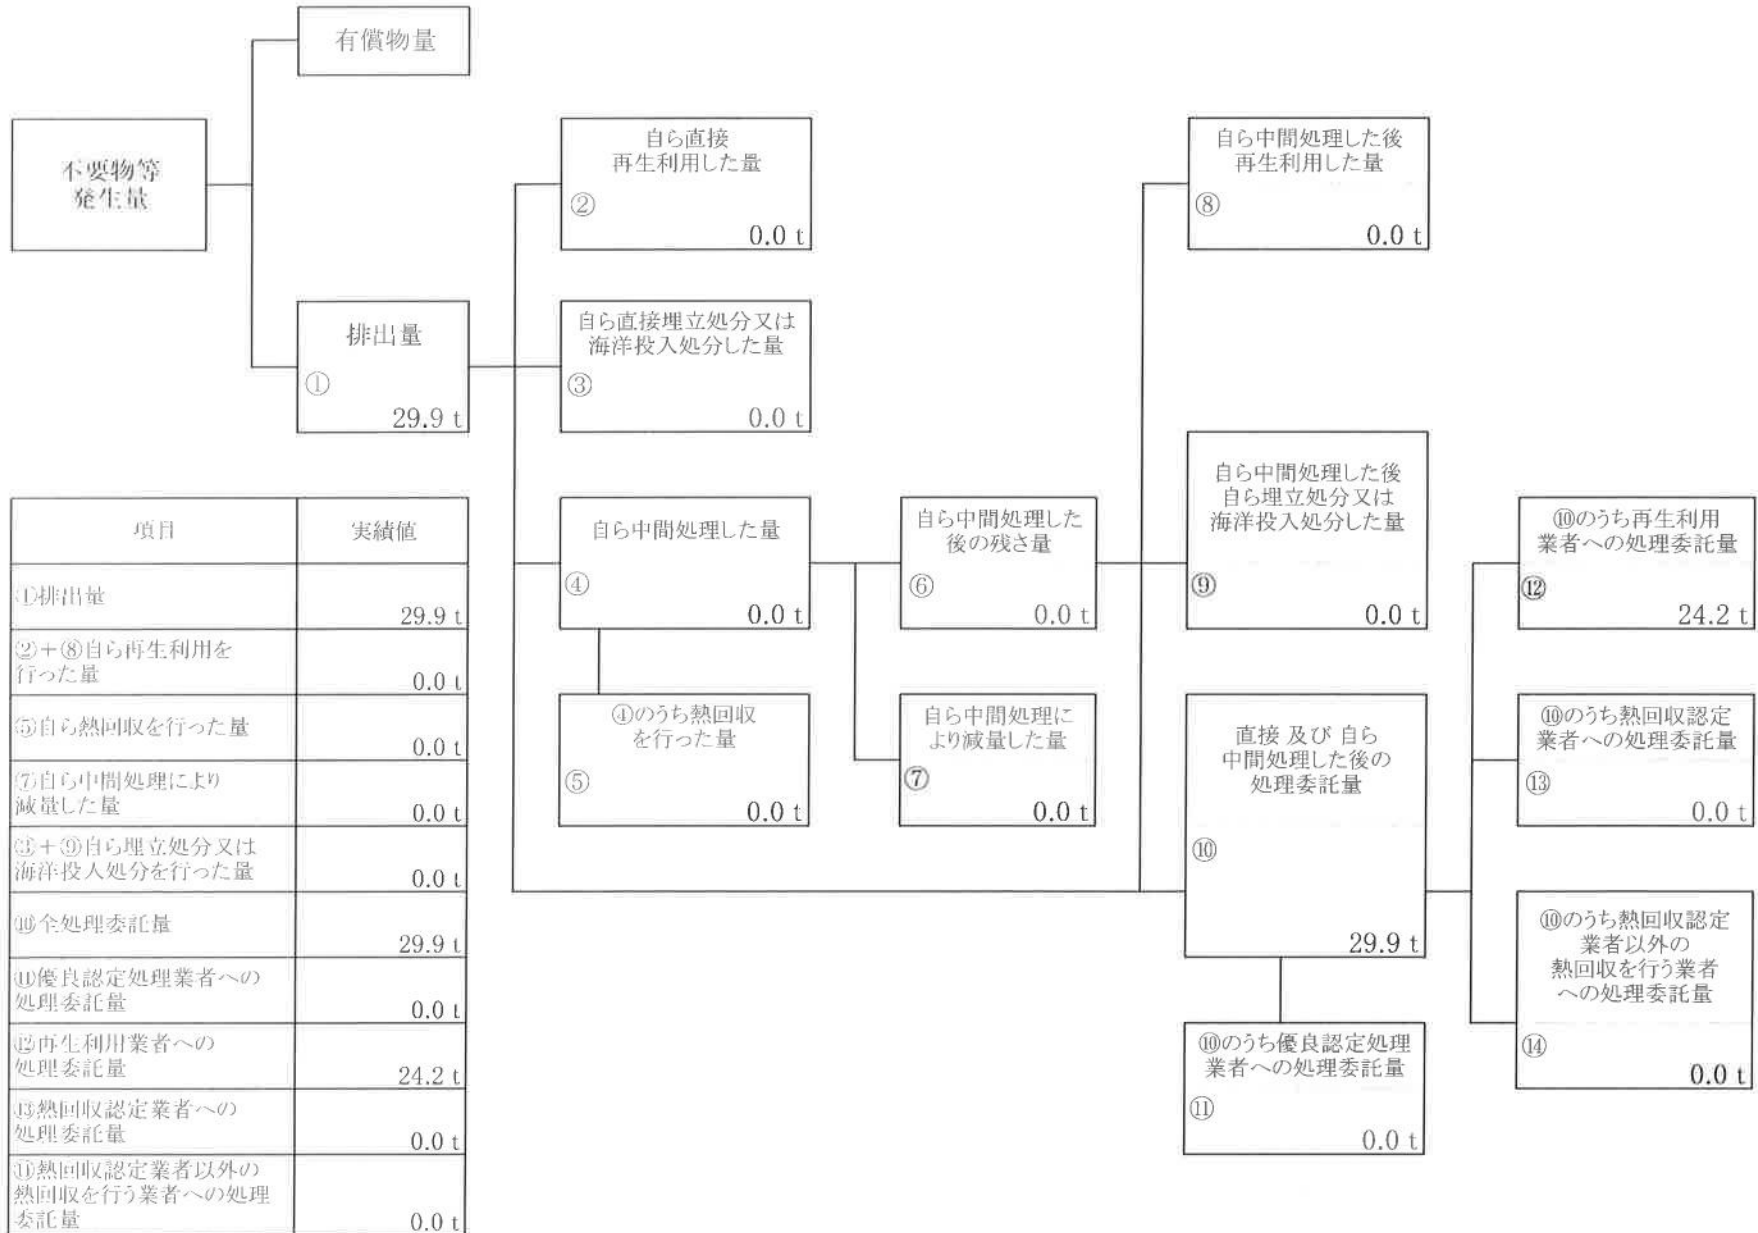 有償物量
不要物等
発生量
排出量
①
29.9 t
自ら直接
再生利用した量
②
0.0 t
自ら直接埋立処分又は
海洋投入処分した量
③
0.0 t
自ら中間処理した量
④
0.0 t
④のうち熱回収
を行った量
⑤
0.0 t
自ら中間処理した
後の残さ量
⑥
0.0 t
自ら中間処理に
より減量した量
⑦
0.0 t
自ら中間処理した後
再生利用した量
⑧
0.0 t
自ら中間処理した後
自ら埋立処分又は
海洋投入処分した量
⑨
0.0 t
直接 及び 自ら
中間処理した後の
処理委託量
⑩
29.9 t
⑩のうち優良認定処理
業者への処理委託量
⑪
0.0 t
⑩のうち再生利用
業者への処理委託量
⑫
24.2 t
⑩のうち熱回収認定
業者への処理委託量
⑬
0.0 t
⑩のうち熱回収認定
業者以外の
熱回収を行う業者
への処理委託量
⑭
0.0 t
項目
実績値
①排出量
29.9 t
②+⑧自ら再生利用を
行った量
0.0 t
⑤自ら熱回収を行った量
0.0 t
⑦自ら中間処理により
減量した量
0.0 t
③+⑨自ら埋立処分又は
海洋投入処分を行った量
0.0 t
⑩全処理委託量
29.9 t
⑪優良認定処理業者への
処理委託量
0.0 t
⑫再生利用業者への
処理委託量
24.2 t
⑬熱回収認定業者への
処理委託量
0.0 t
⑭熱回収認定業者以外の
熱回収を行う業者への処理
委託量
0.0 t